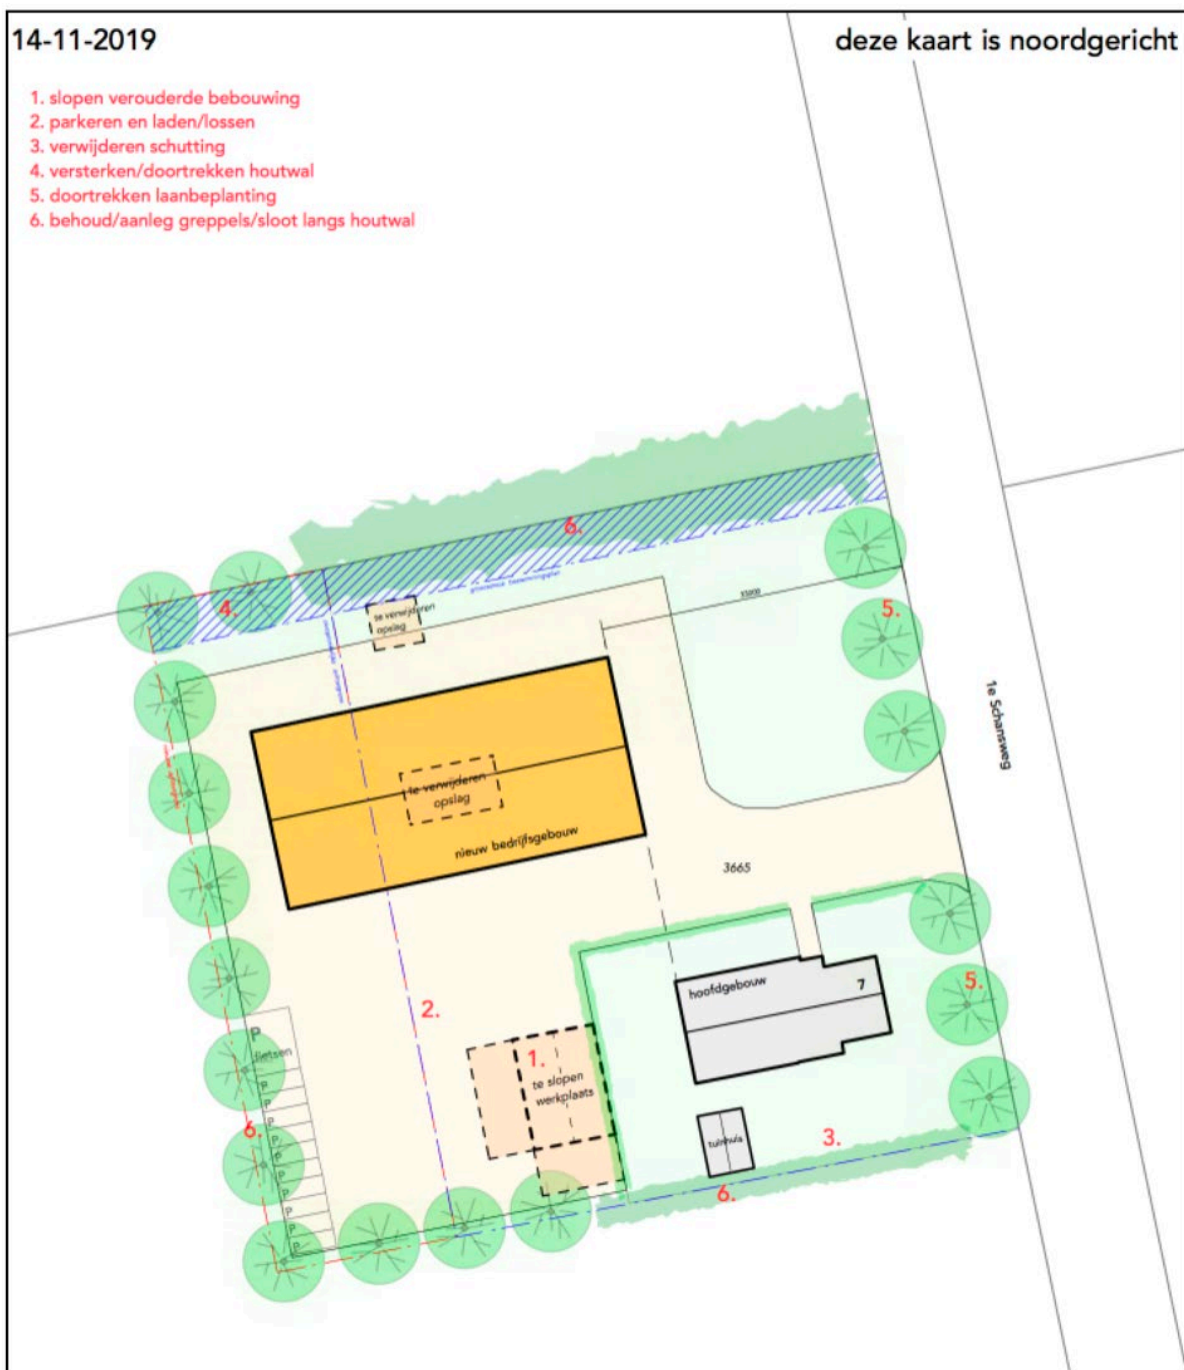 14-11-2019
deze kaart is noordgericht
1. slopen verouderde bebouwing
2. parkeren en laden/lossen
3. verwijderen schutting
4. versterken/doortrekken houtwal
5. doortrekken laanbeplanting
6. behoud/aanleg greppels/sloot langs houtwal
6.
4.
te verwijderen
opslag
5.
1e Schansweg
te verwijderen
opslag
nieuw bedrijfsgebouw
3665
hoofdgebouw
7
5.
2.
P
fietsen
1.
te slopen
werkplaats
P
P
P
P
P
P
P
P
P
6.
tuinhuis
3.
6.